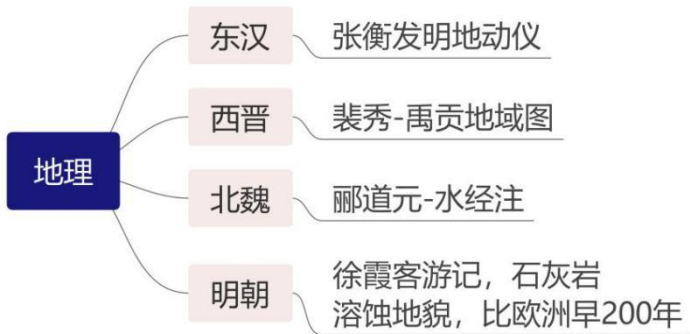 地理
东汉
张衡发明地动仪
西晋
裴秀-禹贡地域图
北魏
郦道元-水经注
明朝
徐霞客游记，石灰岩
溶蚀地貌，比欧洲早200年